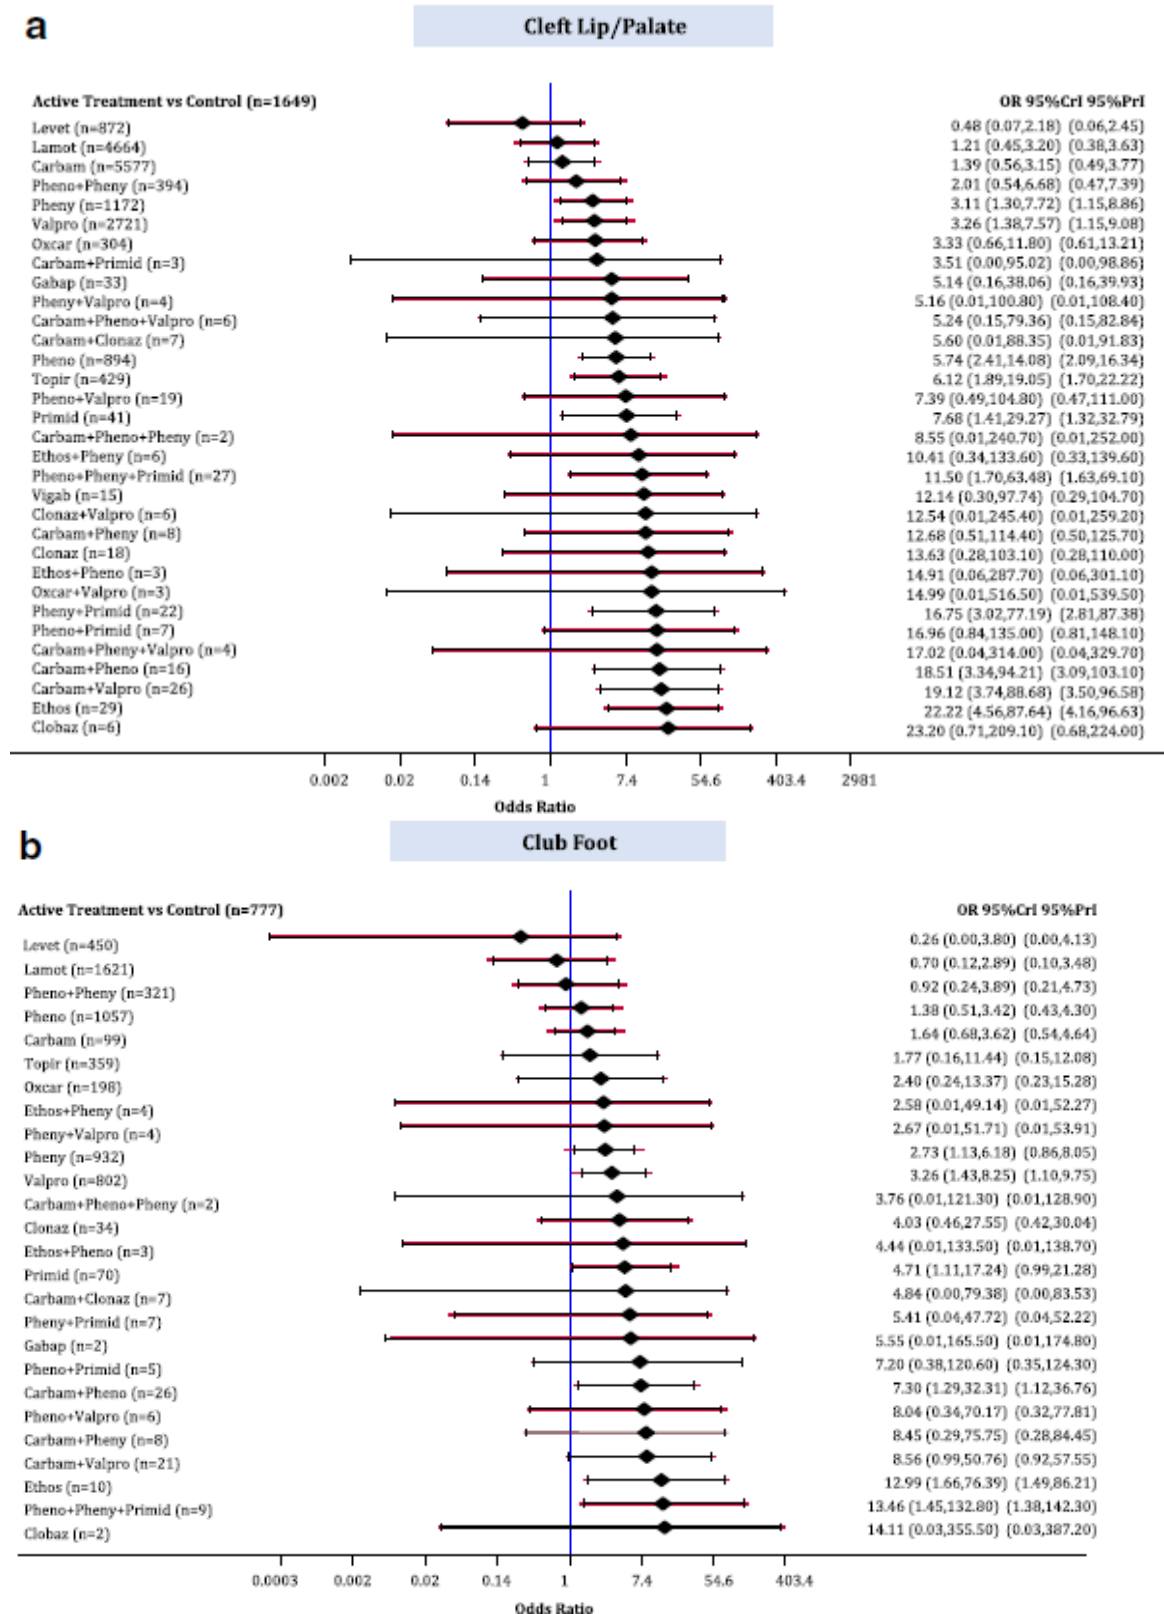 a
Cleft Lip/Palate
Active Treatment vs Control (n=1649) OR 95%CrI 95%PrI
Levet (n=872) 0.48 (0.07,2.18) (0.06,2.45)
Lamot (n=4664) 1.21 (0.45,3.20) (0.38,3.63)
Carbam (n=5577) 1.39 (0.56,3.15) (0.49,3.77)
Pheno+Pheny (n=394) 2.01 (0.54,6.68) (0.47,7.39)
Pheny (n=1172) 3.11 (1.30,7.72) (1.15,8.86)
Valpro (n=2721) 3.26 (1.38,7.57) (1.15,9.08)
Oxcar (n=304) 3.33 (0.66,11.80) (0.61,13.21)
Carbam+Primid (n=3) 3.51 (0.00,95.02) (0.00,98.86)
Gabap (n=33) 5.14 (0.16,38.06) (0.16,39.93)
Pheny+Valpro (n=4) 5.16 (0.01,100.80) (0.01,108.40)
Carbam+Pheno+Valpro (n=6) 5.24 (0.15,79.36) (0.15,82.84)
Carbam+Clonaz (n=7) 5.60 (0.01,88.35) (0.01,91.83)
Pheno (n=894) 5.74 (2.41,14.08) (2.09,16.34)
Topir (n=429) 6.12 (1.89,19.05) (1.70,22.22)
Pheno+Valpro (n=19) 7.39 (0.49,104.80) (0.47,111.00)
Primid (n=41) 7.68 (1.41,29.27) (1.32,32.79)
Carbam+Pheno+Pheny (n=2) 8.55 (0.01,240.70) (0.01,252.00)
Ethos+Pheny (n=6) 10.41 (0.34,133.60) (0.33,139.60)
Pheno+Pheny+Primid (n=27) 11.50 (1.70,63.48) (1.63,69.10)
Vigab (n=15) 12.14 (0.30,97.74) (0.29,104.70)
Clonaz+Valpro (n=6) 12.54 (0.01,245.40) (0.01,259.20)
Carbam+Pheny (n=8) 12.68 (0.51,114.40) (0.50,125.70)
Clonaz (n=18) 13.63 (0.28,103.10) (0.28,110.00)
Ethos+Pheno (n=3) 14.91 (0.06,287.70) (0.06,301.10)
Oxcar+Valpro (n=3) 14.99 (0.01,516.50) (0.01,539.50)
Pheny+Primid (n=22) 16.75 (3.02,77.19) (2.81,87.38)
Pheno+Primid (n=7) 16.96 (0.84,135.00) (0.81,148.10)
Carbam+Pheny+Valpro (n=4) 17.02 (0.04,314.00) (0.04,329.70)
Carbam+Pheno (n=16) 18.51 (3.34,94.21) (3.09,103.10)
Carbam+Valpro (n=26) 19.12 (3.74,88.68) (3.50,96.58)
Ethos (n=29) 22.22 (4.56,87.64) (4.16,96.63)
Clobaz (n=6) 23.20 (0.71,209.10) (0.68,224.00)
0.002 0.02 0.14 1 7.4 54.6 403.4 2981
Odds Ratio
b
Club Foot
Active Treatment vs Control (n=777) OR 95%CrI 95%PrI
Levet (n=450) 0.26 (0.00,3.80) (0.00,4.13)
Lamot (n=1621) 0.70 (0.12,2.89) (0.10,3.48)
Pheno+Pheny (n=321) 0.92 (0.24,3.89) (0.21,4.73)
Pheno (n=1057) 1.38 (0.51,3.42) (0.43,4.30)
Carbam (n=99) 1.64 (0.68,3.62) (0.54,4.64)
Topir (n=359) 1.77 (0.16,11.44) (0.15,12.08)
Oxcar (n=198) 2.40 (0.24,13.37) (0.23,15.28)
Ethos+Pheny (n=4) 2.58 (0.01,49.14) (0.01,52.27)
Pheny+Valpro (n=4) 2.67 (0.01,51.71) (0.01,53.91)
Pheny (n=932) 2.73 (1.13,6.18) (0.86,8.05)
Valpro (n=802) 3.26 (1.43,8.25) (1.10,9.75)
Carbam+Pheno+Pheny (n=2) 3.76 (0.01,121.30) (0.01,128.90)
Clonaz (n=34) 4.03 (0.46,27.55) (0.42,30.04)
Ethos+Pheno (n=3) 4.44 (0.01,133.50) (0.01,138.70)
Primid (n=70) 4.71 (1.11,17.24) (0.99,21.28)
Carbam+Clonaz (n=7) 4.84 (0.00,79.38) (0.00,83.53)
Pheny+Primid (n=7) 5.41 (0.04,47.72) (0.04,52.22)
Gabap (n=2) 5.55 (0.01,165.50) (0.01,174.80)
Pheno+Primid (n=5) 7.20 (0.38,120.60) (0.35,124.30)
Carbam+Pheno (n=26) 7.30 (1.29,32.31) (1.12,36.76)
Pheno+Valpro (n=6) 8.04 (0.34,70.17) (0.32,77.81)
Carbam+Pheny (n=8) 8.45 (0.29,75.75) (0.28,84.45)
Carbam+Valpro (n=21) 8.56 (0.99,50.76) (0.92,57.55)
Ethos (n=10) 12.99 (1.66,76.39) (1.49,86.21)
Pheno+Pheny+Primid (n=9) 13.46 (1.45,132.80) (1.38,142.30)
Clobaz (n=2) 14.11 (0.03,355.50) (0.03,387.20)
0.0003 0.002 0.02 0.14 1 7.4 54.6 403.4
Odds Ratio